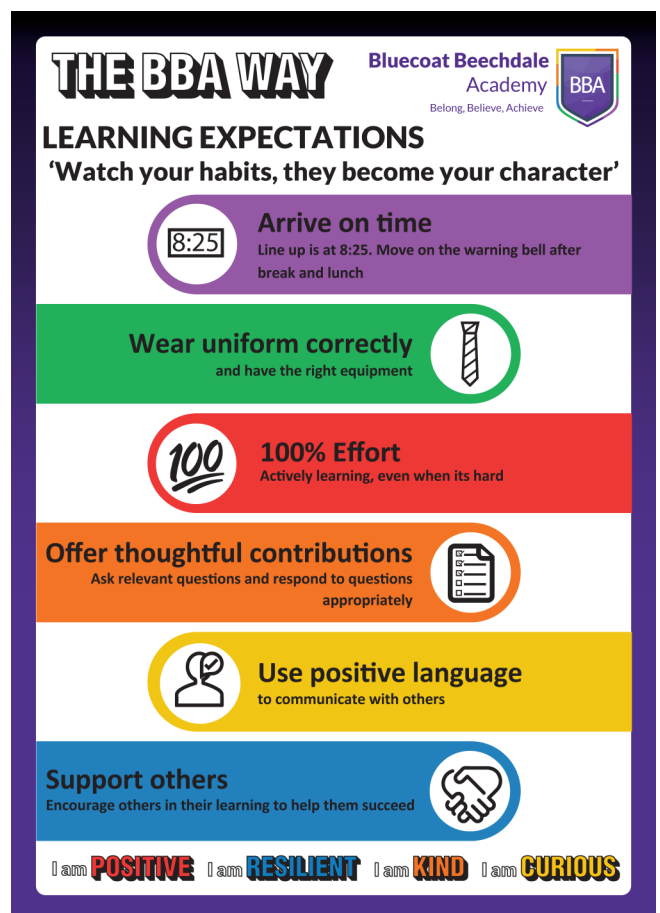 THE BBA WAY
Bluecoat Beechdale
Academy
Belong, Believe, Achieve
BBA
LEARNING EXPECTATIONS
‘Watch your habits, they become your character’
8:25
Arrive on time
Line up is at 8:25. Move on the warning bell after
break and lunch
Wear uniform correctly
and have the right equipment
100
100% Effort
Actively learning, even when its hard
Offer thoughtful contributions
Ask relevant questions and respond to questions
appropriately
Use positive language
to communicate with others
Support others
Encourage others in their learning to help them succeed
I am POSITIVE I am RESILIENT I am KIND I am CURIOUS